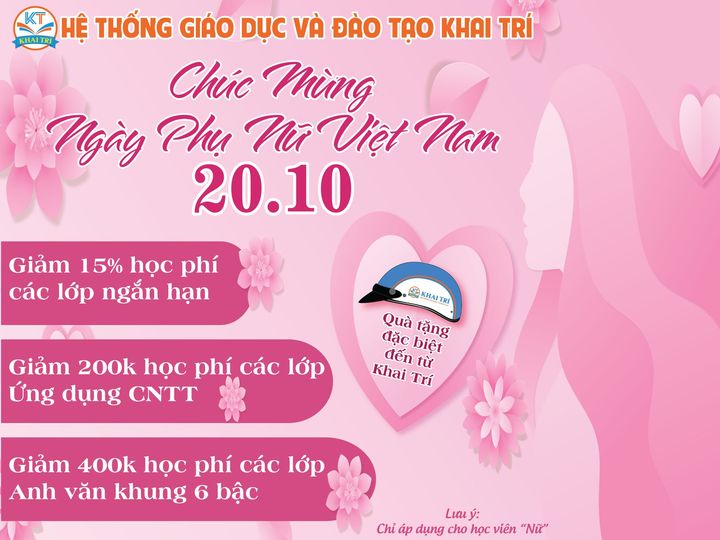 KT
KHAI TRÍ
HỆ THỐNG GIÁO DỤC VÀ ĐÀO TẠO KHAI TRÍ
Chúc Mừng
Ngày Phụ Nữ Việt Nam
20.10
Giảm 15% học phí
các lớp ngắn hạn
Giảm 200k học phí các lớp
Ứng dụng CNTT
Giảm 400k học phí các lớp
Anh văn khung 6 bậc
KHAI TRÍ
Quà tặng
đặc biệt
đến từ
Khai Trí
Lưu ý:
Chỉ áp dụng cho học viên "Nữ"